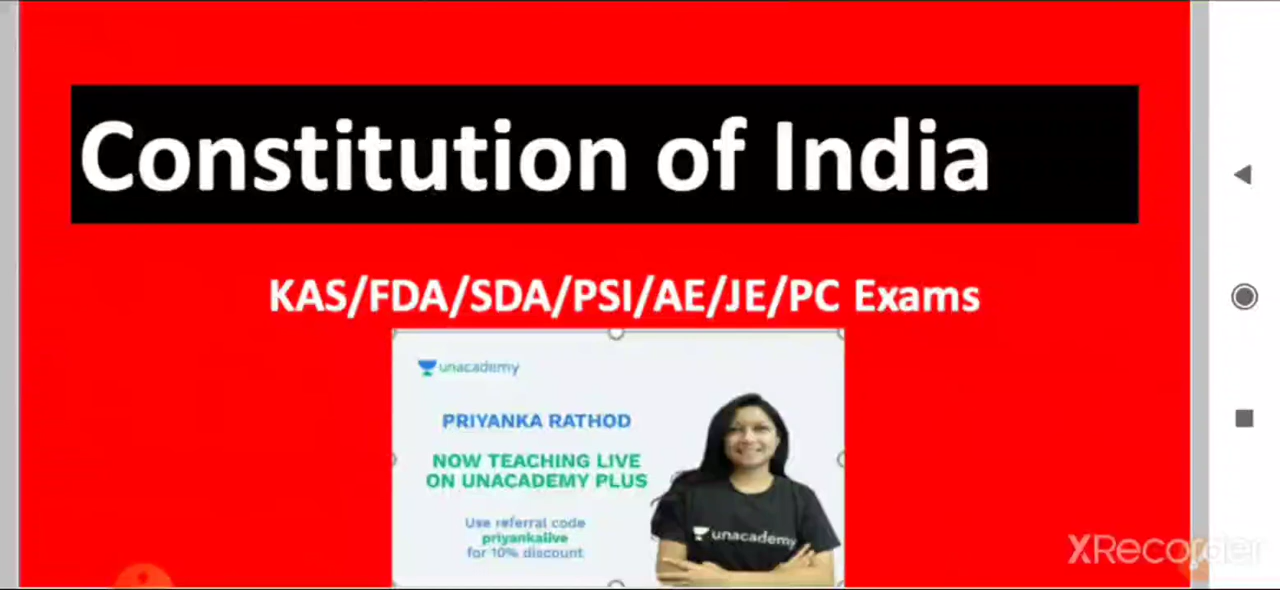 Constitution of India
KAS/FDA/SDA/PSI/AE/JE/PC Exams
unacademy
PRIYANKA RATHOD
NOW TEACHING LIVE
ON UNACADEMY PLUS
Use referral code
priyankalive
for 10% discount
unacademy
XRecorder